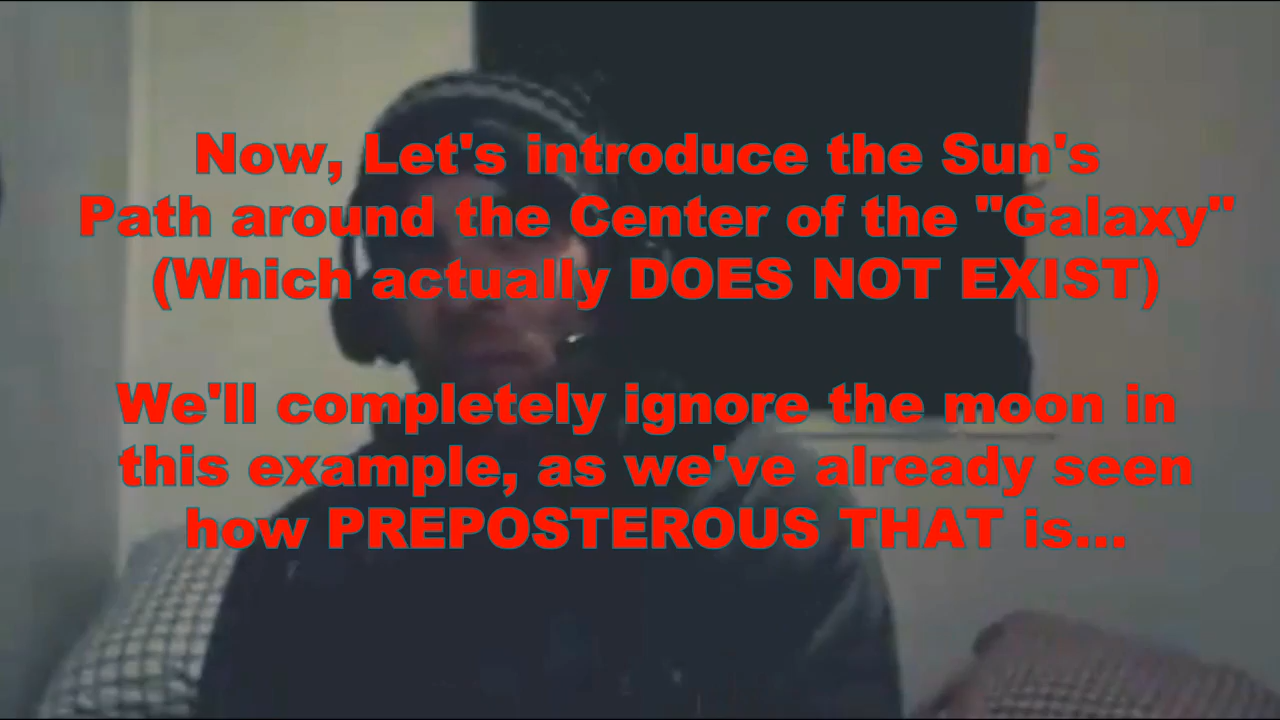 Now, Let's introduce the Sun's
Path around the Center of the "Galaxy"
(Which actually DOES NOT EXIST)
We'll completely ignore the moon in
this example, as we've already seen
how PREPOSTEROUS THAT is...